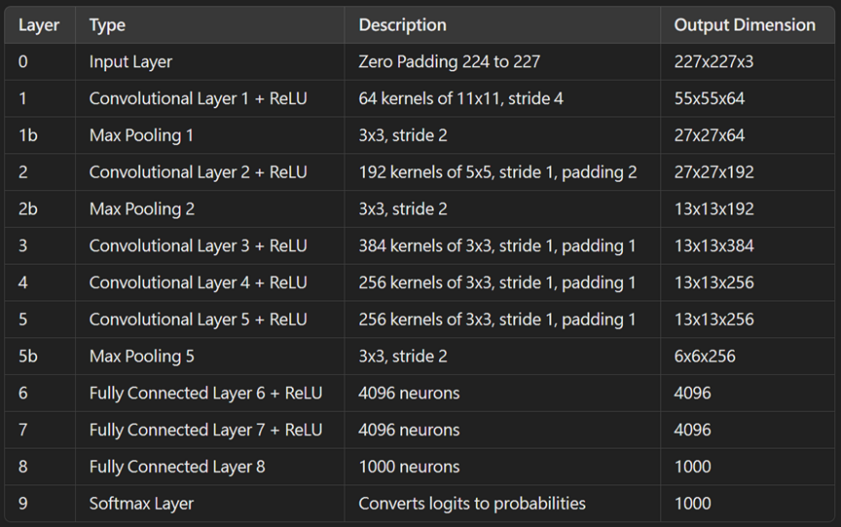 Layer Type Description Output Dimension
0 Input Layer Zero Padding 224 to 227 227x227x3
1 Convolutional Layer 1 + ReLU 64 kernels of 11x11, stride 4 55x55x64
1b Max Pooling 1 3x3, stride 2 27x27x64
2 Convolutional Layer 2 + ReLU 192 kernels of 5x5, stride 1, padding 2 27x27x192
2b Max Pooling 2 3x3, stride 2 13x13x192
3 Convolutional Layer 3 + ReLU 384 kernels of 3x3, stride 1, padding 1 13x13x384
4 Convolutional Layer 4 + ReLU 256 kernels of 3x3, stride 1, padding 1 13x13x256
5 Convolutional Layer 5 + ReLU 256 kernels of 3x3, stride 1, padding 1 13x13x256
5b Max Pooling 5 3x3, stride 2 6x6x256
6 Fully Connected Layer 6 + ReLU 4096 neurons 4096
7 Fully Connected Layer 7 + ReLU 4096 neurons 4096
8 Fully Connected Layer 8 1000 neurons 1000
9 Softmax Layer Converts logits to probabilities 1000